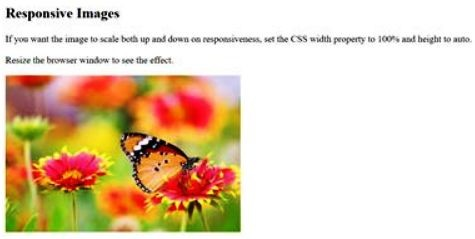 Responsive Images
If you want the image to scale both up and down on responsiveness, set the CSS width property to 100% and height to auto.
Resize the browser window to see the effect.